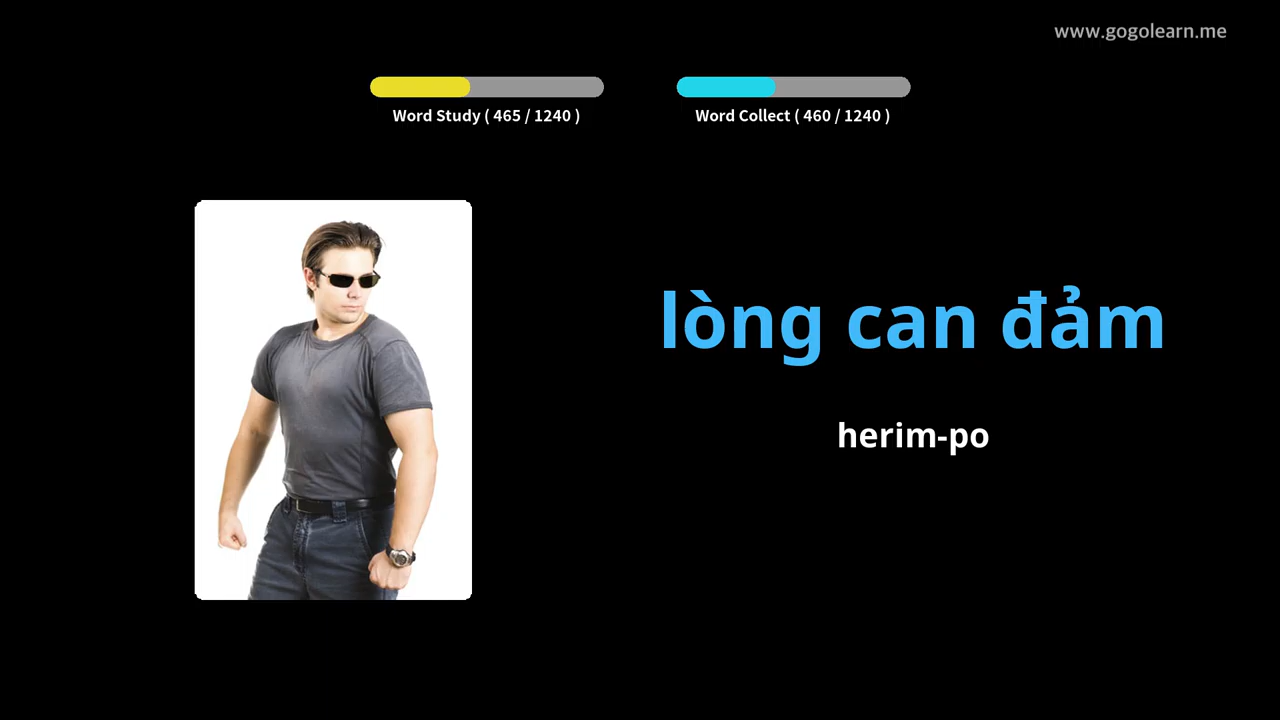 www.gogolearn.me
Word Study ( 465 / 1240 )
Word Collect ( 460 / 1240 )
lòng can đảm
herim-po